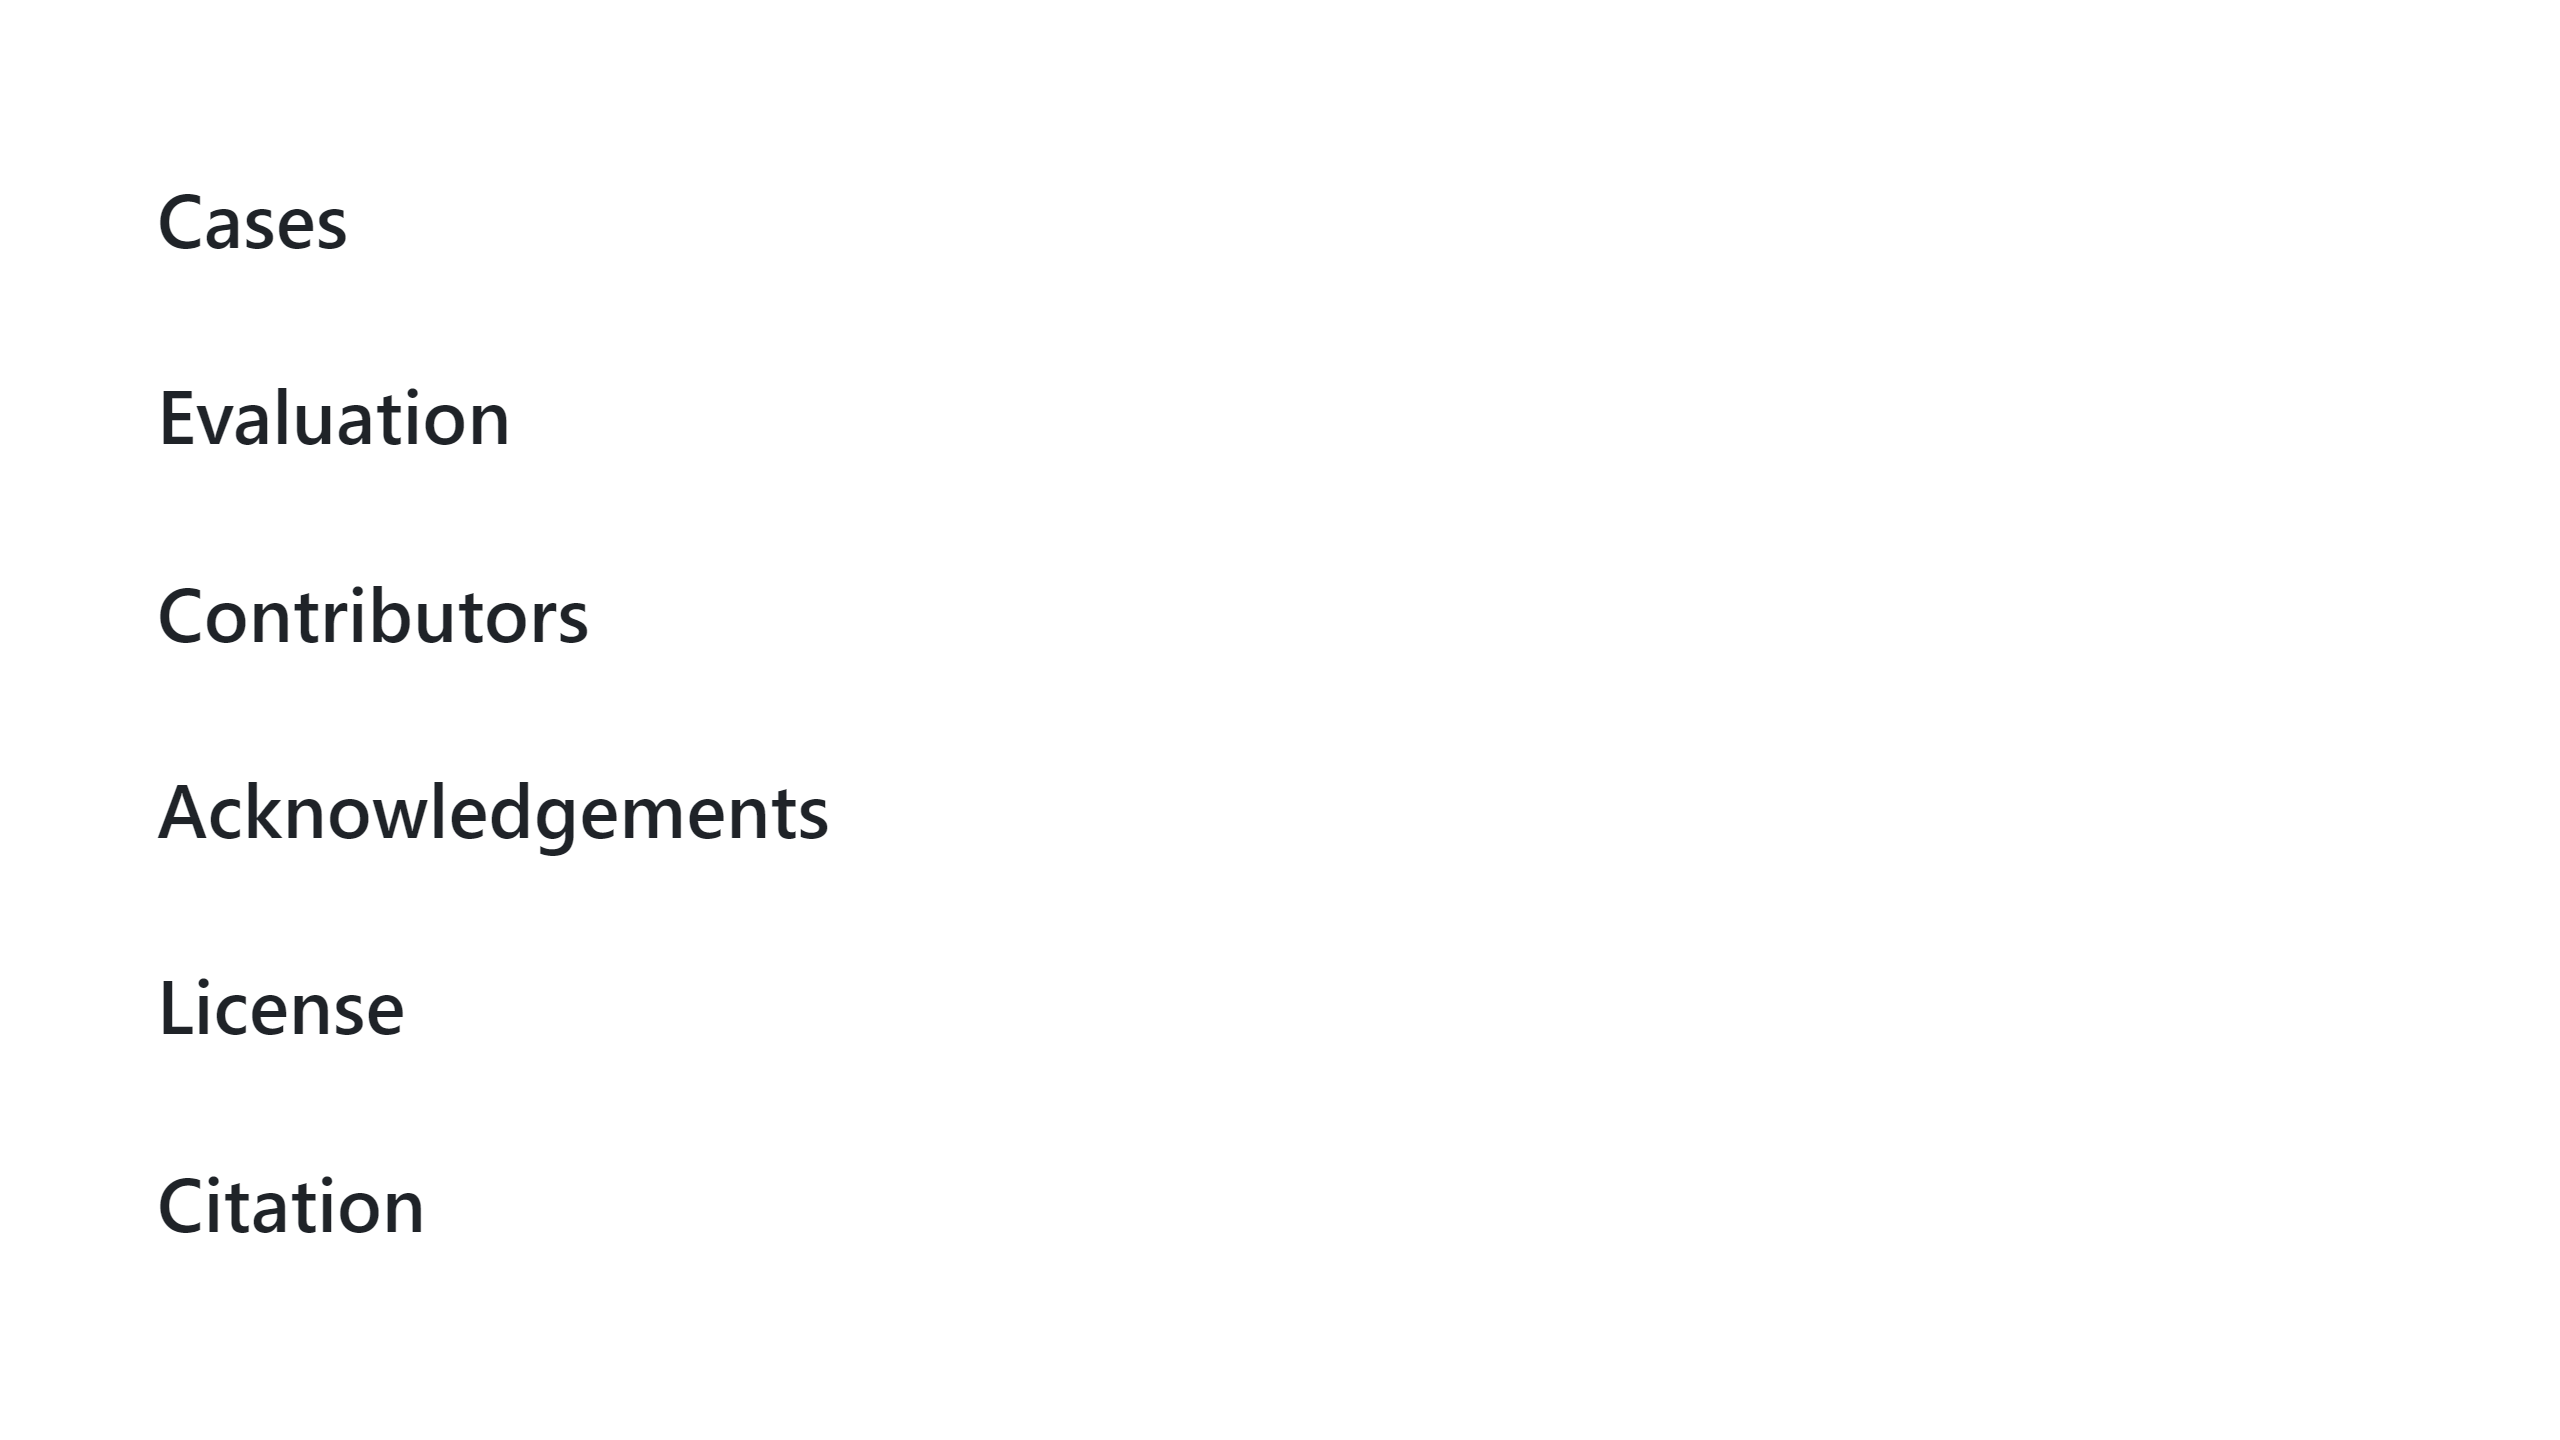 Cases
Evaluation
Contributors
Acknowledgements
License
Citation